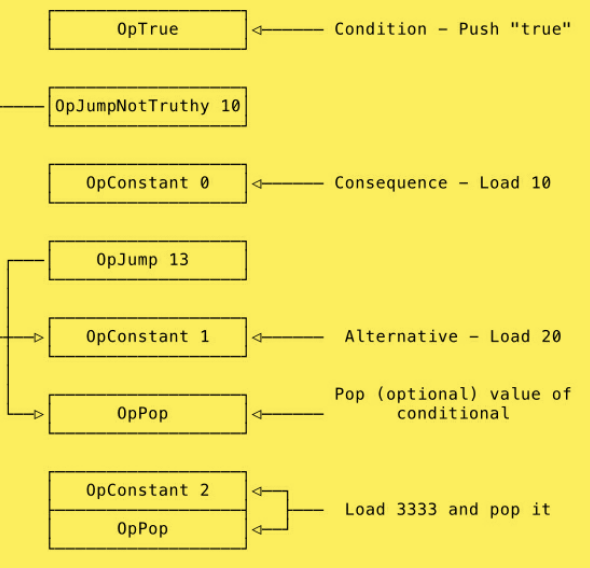 OpTrue
Condition – Push "true"
OpJumpNotTruthy 10
OpConstant 0
Consequence – Load 10
OpJump 13
OpConstant 1
Alternative – Load 20
OpPop
Pop (optional) value of
conditional
OpConstant 2
OpPop
Load 3333 and pop it